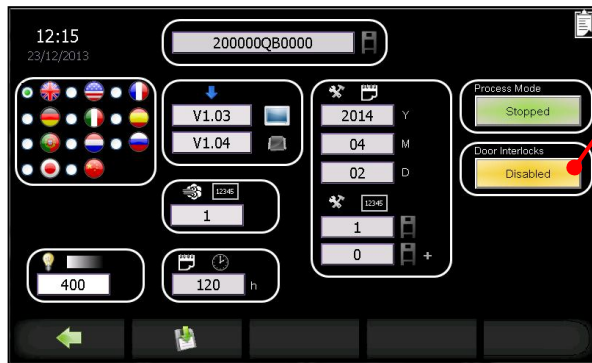 12:15
23/12/2013
200000QB0000
V1.03
V1.04
12345
1
400
120 h
2014 Y
04 M
02 D
12345
1
0 +
Process Mode
Stopped
Door Interlocks
Disabled